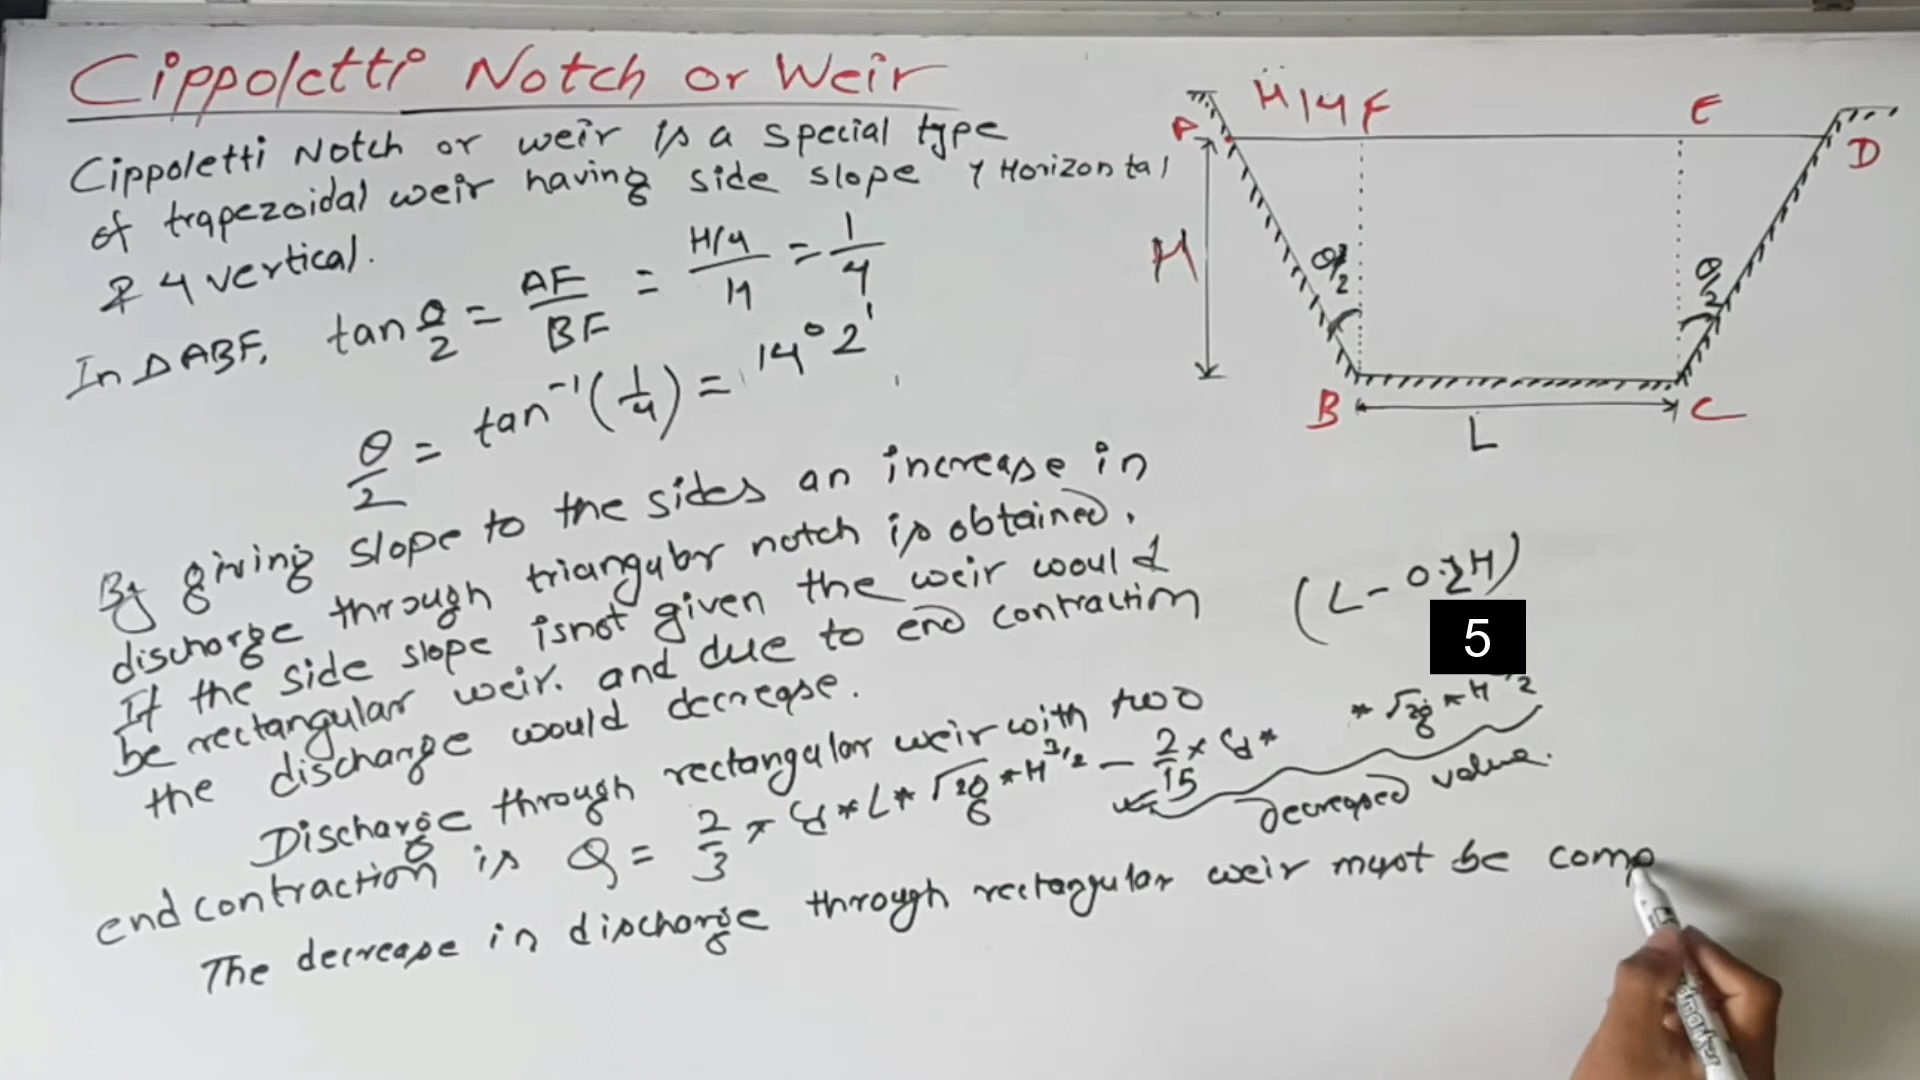 Cippoletti Notch or Weir
Cippoletti Notch or weir is a special type
of trapezoidal weir having side slope 1 Horizontal
& 4 vertical.
In Δ ABF, tan θ/2 = AF/BF = H/4/H = 1/4
θ/2 = tan⁻¹(1/4) = 14° 2'
By giving slope to the sides an increase in
discharge through triangular notch is obtained.
If the side slope is not given the weir would
be rectangular weir. and due to end contraction
the discharge would decrease.
Discharge through rectangular weir with two
end contraction is Q = 2/3 * Cd * L * √2g * H^3/2 - 2/15 * Cd * * √2g * H /2
decreased value.
The decrease in discharge through rectangular weir must be comp
H/4 F E
A D
H θ/2 θ/2
B C
L
(L - 0.2H)
5